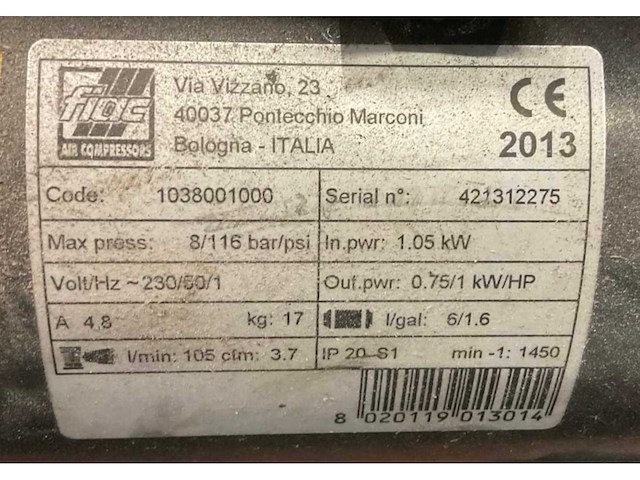 fiac
AIR COMPRESSORS
Via Vizzano, 23
40037 Pontecchio Marconi
Bologna - ITALIA
CE
2013
Code: 1038001000 Serial n°: 421312275
Max press: 8/116 bar/psi In.pwr: 1.05 kW
Volt/Hz ~ 230/50/1 Out.pwr: 0.75/1 kW/HP
A 4,8 kg: 17 l/gal: 6/1.6
l/min: 105 cfm: 3.7 IP 20 S1 min -1: 1450
8 020119 013014